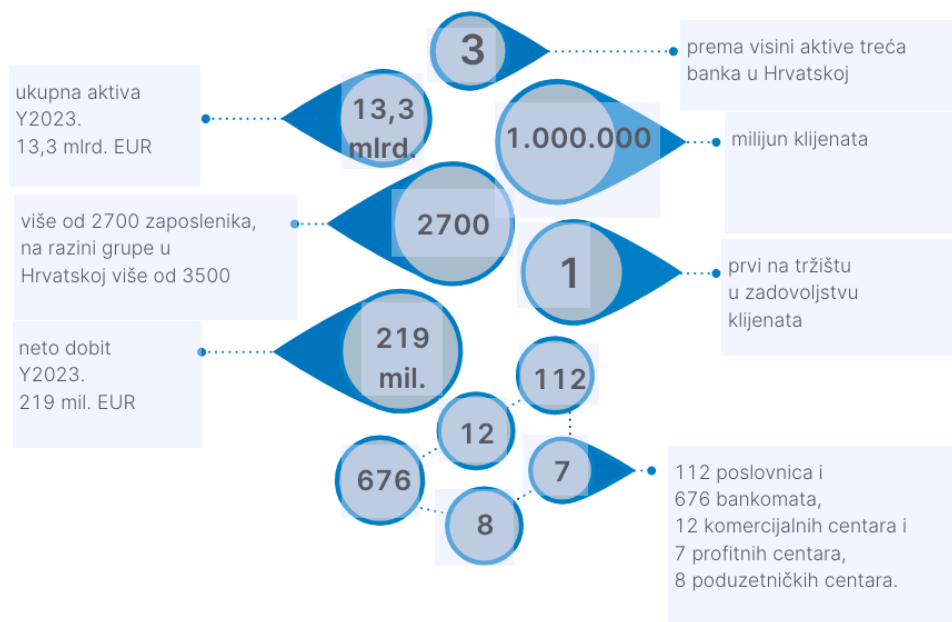 3
prema visini aktive treća
banka u Hrvatskoj
ukupna aktiva
Y2023.
13,3 mlrd. EUR
13,3
mlrd.
1.000.000
milijun klijenata
više od 2700 zaposlenika,
na razini grupe u
Hrvatskoj više od 3500
2700
1
prvi na tržištu
u zadovoljstvu
klijenata
neto dobit
Y2023.
219 mil. EUR
219
mil.
112
12
676
7
8
112 poslovnica i
676 bankomata,
12 komercijalnih centara i
7 profitnih centara,
8 poduzetničkih centara.